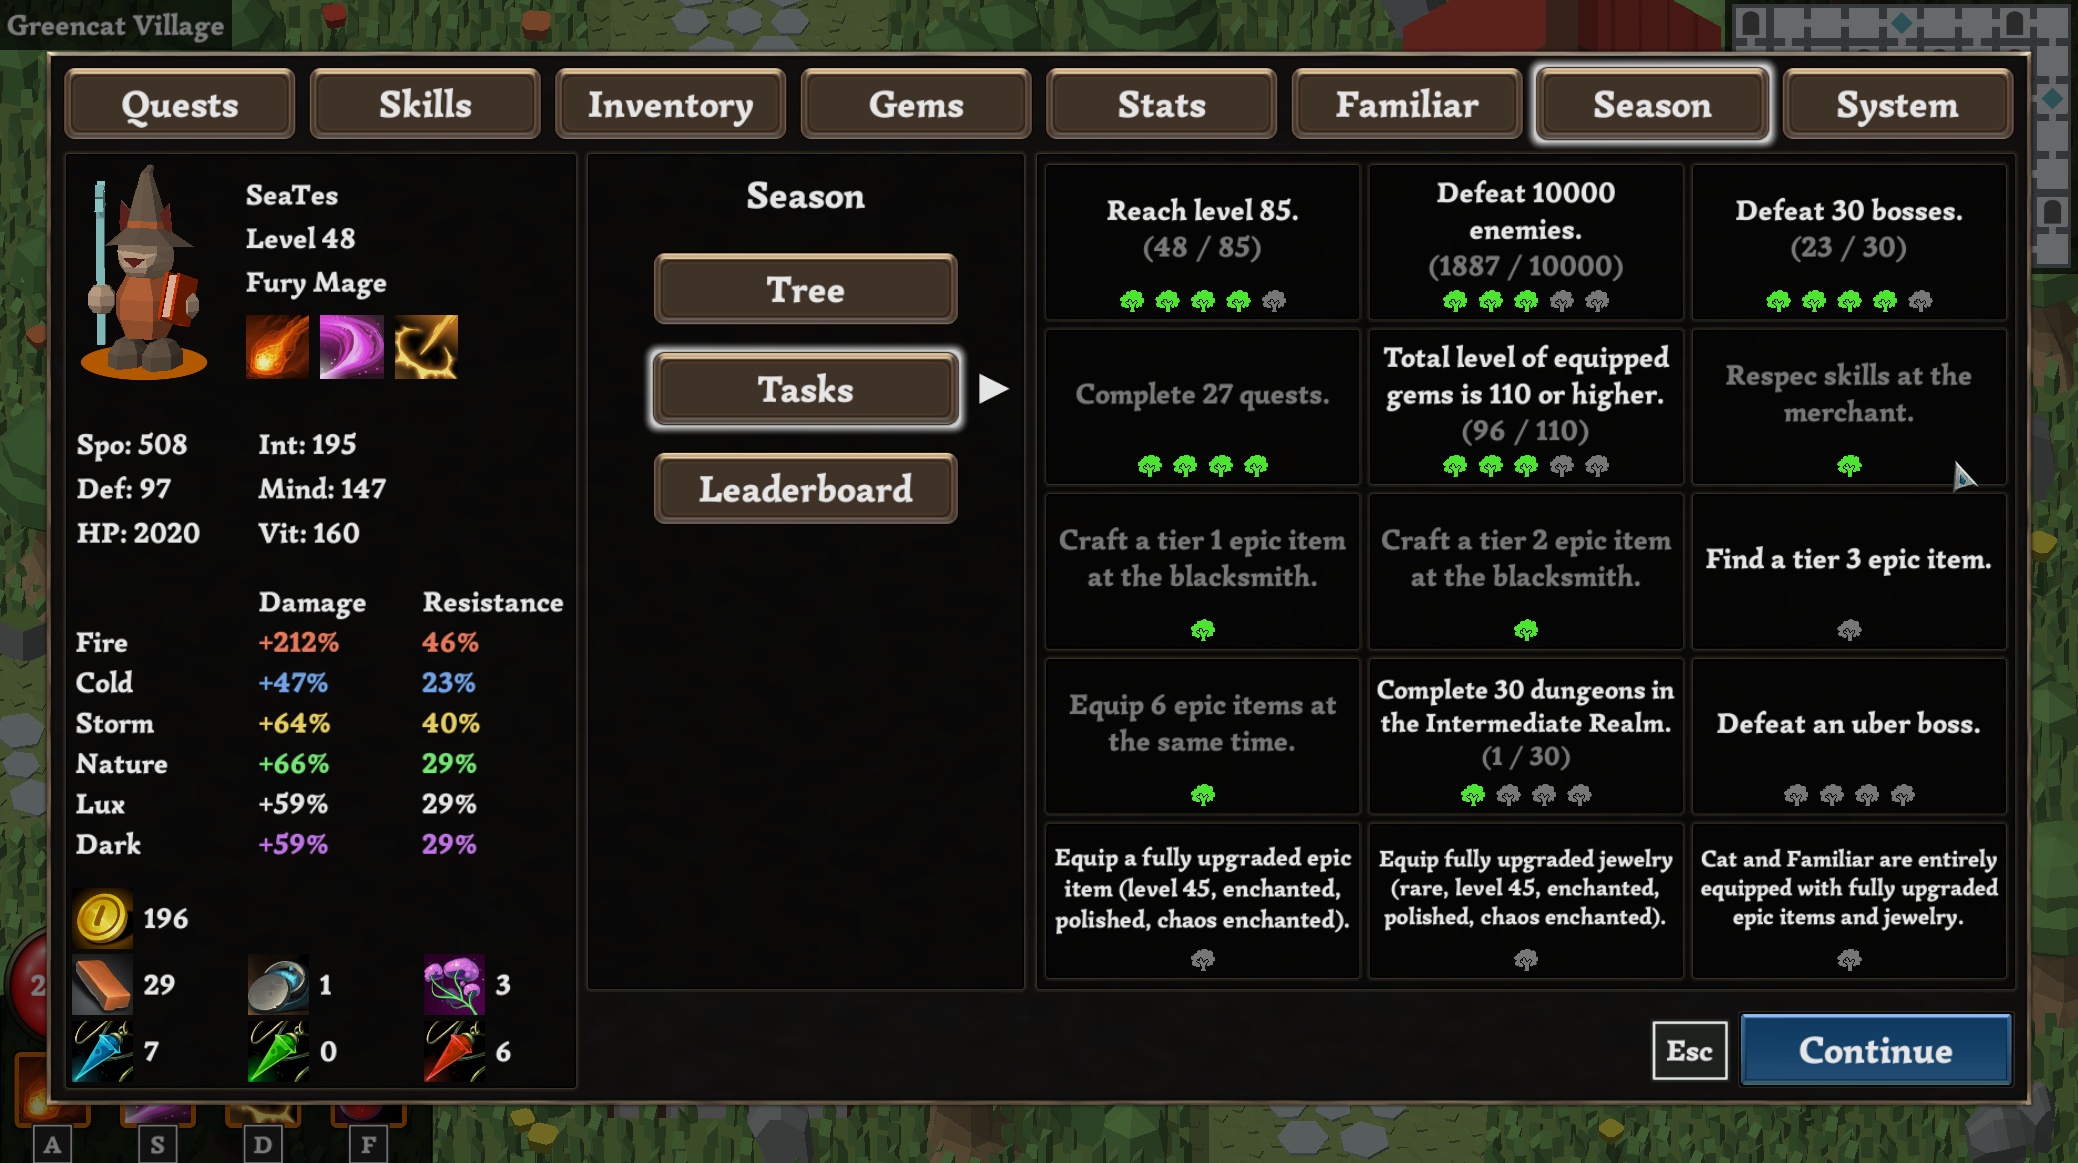 Greencat Village
Quests
Skills
Inventory
Gems
Stats
Familiar
Season
System
SeaTes
Level 48
Fury Mage
Spo: 508
Int: 195
Def: 97
Mind: 147
HP: 2020
Vit: 160
Damage
Resistance
Fire
+212%
46%
Cold
+47%
23%
Storm
+64%
40%
Nature
+66%
29%
Lux
+59%
29%
Dark
+59%
29%
196
29
1
3
7
0
6
Season
Tree
Tasks
Leaderboard
Reach level 85.
(48 / 85)
Defeat 10000
enemies.
(1887 / 10000)
Defeat 30 bosses.
(23 / 30)
Complete 27 quests.
Total level of equipped
gems is 110 or higher.
(96 / 110)
Respec skills at the
merchant.
Craft a tier 1 epic item
at the blacksmith.
Craft a tier 2 epic item
at the blacksmith.
Find a tier 3 epic item.
Equip 6 epic items at
the same time.
Complete 30 dungeons in
the Intermediate Realm.
(1 / 30)
Defeat an uber boss.
Equip a fully upgraded epic
item (level 45, enchanted,
polished, chaos enchanted).
Equip fully upgraded jewelry
(rare, level 45, enchanted,
polished, chaos enchanted).
Cat and Familiar are entirely
equipped with fully upgraded
epic items and jewelry.
Esc
Continue
A
S
D
F